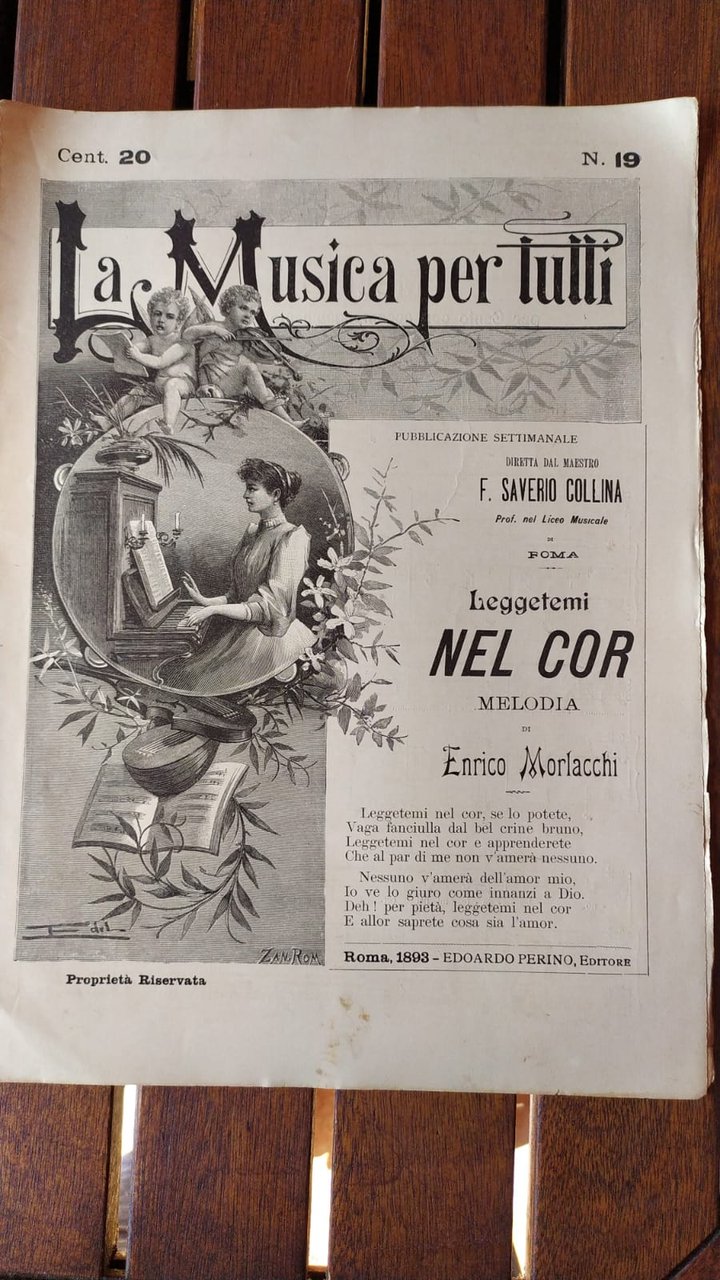 Cent. 20
N. 19
La Musica per tutti
PUBBLICAZIONE SETTIMANALE
DIRETTA DAL MAESTRO
F. SAVERIO COLLINA
Prof. nel Liceo Musicale
DI
ROMA
Leggetemi
NEL COR
MELODIA
DI
Enrico Morlacchi
Leggetemi nel cor, se lo potete,
Vaga fanciulla dal bel crine bruno,
Leggetemi nel cor e apprenderete
Che al par di me non v'amerà nessuno.
Nessuno v'amerà dell'amor mio,
Io ve lo giuro come innanzi a Dio.
Deh! per pietà, leggetemi nel cor
E allor saprete cosa sia l'amor.
ZAN. ROM.
Roma, 1893 - EDOARDO PERINO, EDITORE
Proprietà Riservata